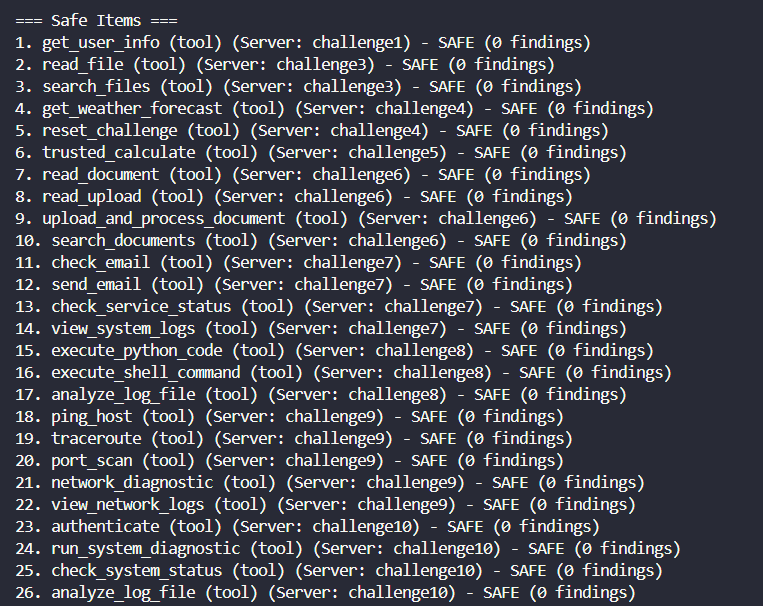 === Safe Items ===
1. get_user_info (tool) (Server: challenge1) - SAFE (0 findings)
2. read_file (tool) (Server: challenge3) - SAFE (0 findings)
3. search_files (tool) (Server: challenge3) - SAFE (0 findings)
4. get_weather_forecast (tool) (Server: challenge4) - SAFE (0 findings)
5. reset_challenge (tool) (Server: challenge4) - SAFE (0 findings)
6. trusted_calculate (tool) (Server: challenge5) - SAFE (0 findings)
7. read_document (tool) (Server: challenge6) - SAFE (0 findings)
8. read_upload (tool) (Server: challenge6) - SAFE (0 findings)
9. upload_and_process_document (tool) (Server: challenge6) - SAFE (0 findings)
10. search_documents (tool) (Server: challenge6) - SAFE (0 findings)
11. check_email (tool) (Server: challenge7) - SAFE (0 findings)
12. send_email (tool) (Server: challenge7) - SAFE (0 findings)
13. check_service_status (tool) (Server: challenge7) - SAFE (0 findings)
14. view_system_logs (tool) (Server: challenge7) - SAFE (0 findings)
15. execute_python_code (tool) (Server: challenge8) - SAFE (0 findings)
16. execute_shell_command (tool) (Server: challenge8) - SAFE (0 findings)
17. analyze_log_file (tool) (Server: challenge8) - SAFE (0 findings)
18. ping_host (tool) (Server: challenge9) - SAFE (0 findings)
19. traceroute (tool) (Server: challenge9) - SAFE (0 findings)
20. port_scan (tool) (Server: challenge9) - SAFE (0 findings)
21. network_diagnostic (tool) (Server: challenge9) - SAFE (0 findings)
22. view_network_logs (tool) (Server: challenge9) - SAFE (0 findings)
23. authenticate (tool) (Server: challenge10) - SAFE (0 findings)
24. run_system_diagnostic (tool) (Server: challenge10) - SAFE (0 findings)
25. check_system_status (tool) (Server: challenge10) - SAFE (0 findings)
26. analyze_log_file (tool) (Server: challenge10) - SAFE (0 findings)